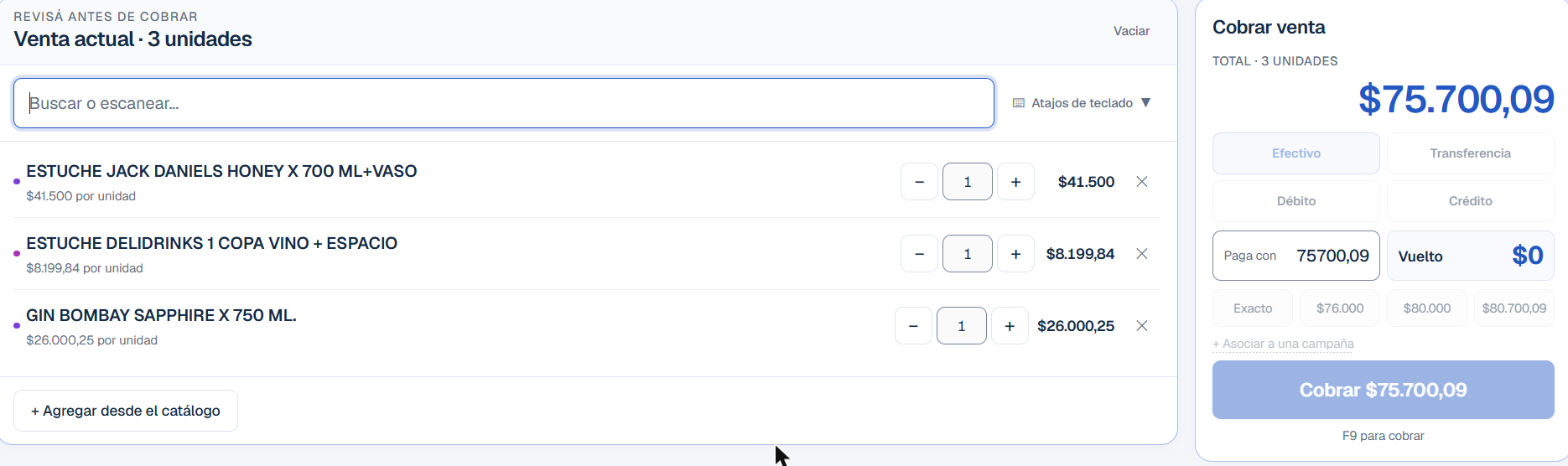 REVISÁ ANTES DE COBRAR
Venta actual · 3 unidades
Vaciar
Buscar o escanear...
Atajos de teclado ▼
ESTUCHE JACK DANIELS HONEY X 700 ML+VASO
$41.500 por unidad
− 1 + $41.500 ×
ESTUCHE DELIDRINKS 1 COPA VINO + ESPACIO
$8.199,84 por unidad
− 1 + $8.199,84 ×
GIN BOMBAY SAPPHIRE X 750 ML.
$26.000,25 por unidad
− 1 + $26.000,25 ×
+ Agregar desde el catálogo
Cobrar venta
TOTAL · 3 UNIDADES
$75.700,09
Efectivo Transferencia
Débito Crédito
Paga con 75700,09 Vuelto $0
Exacto $76.000 $80.000 $80.700,09
+ Asociar a una campaña
Cobrar $75.700,09
F9 para cobrar